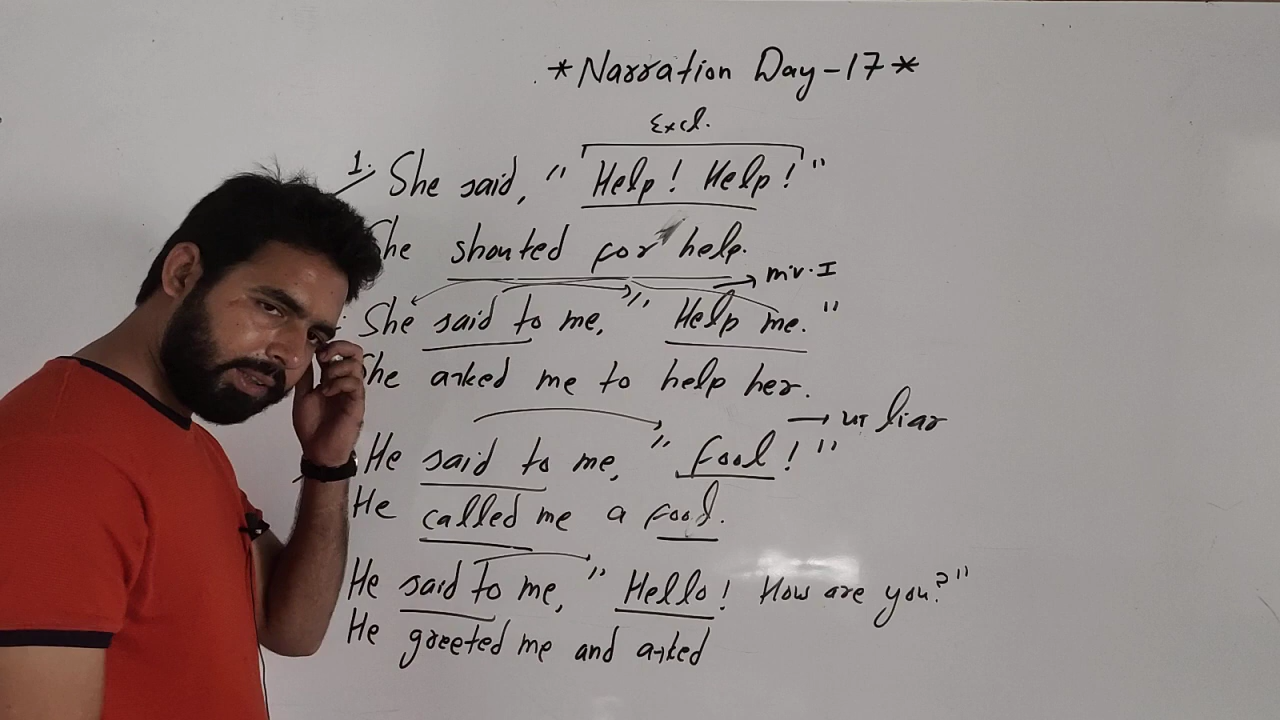 *Narration Day-17*
Excl.
1. She said, "Help! Help!"
She shouted for help.
m.v.I
She said to me, "Help me."
She asked me to help her.
या liar
He said to me, "Fool!"
He called me a fool.
He said to me, "Hello! How are you?"
He greeted me and asked